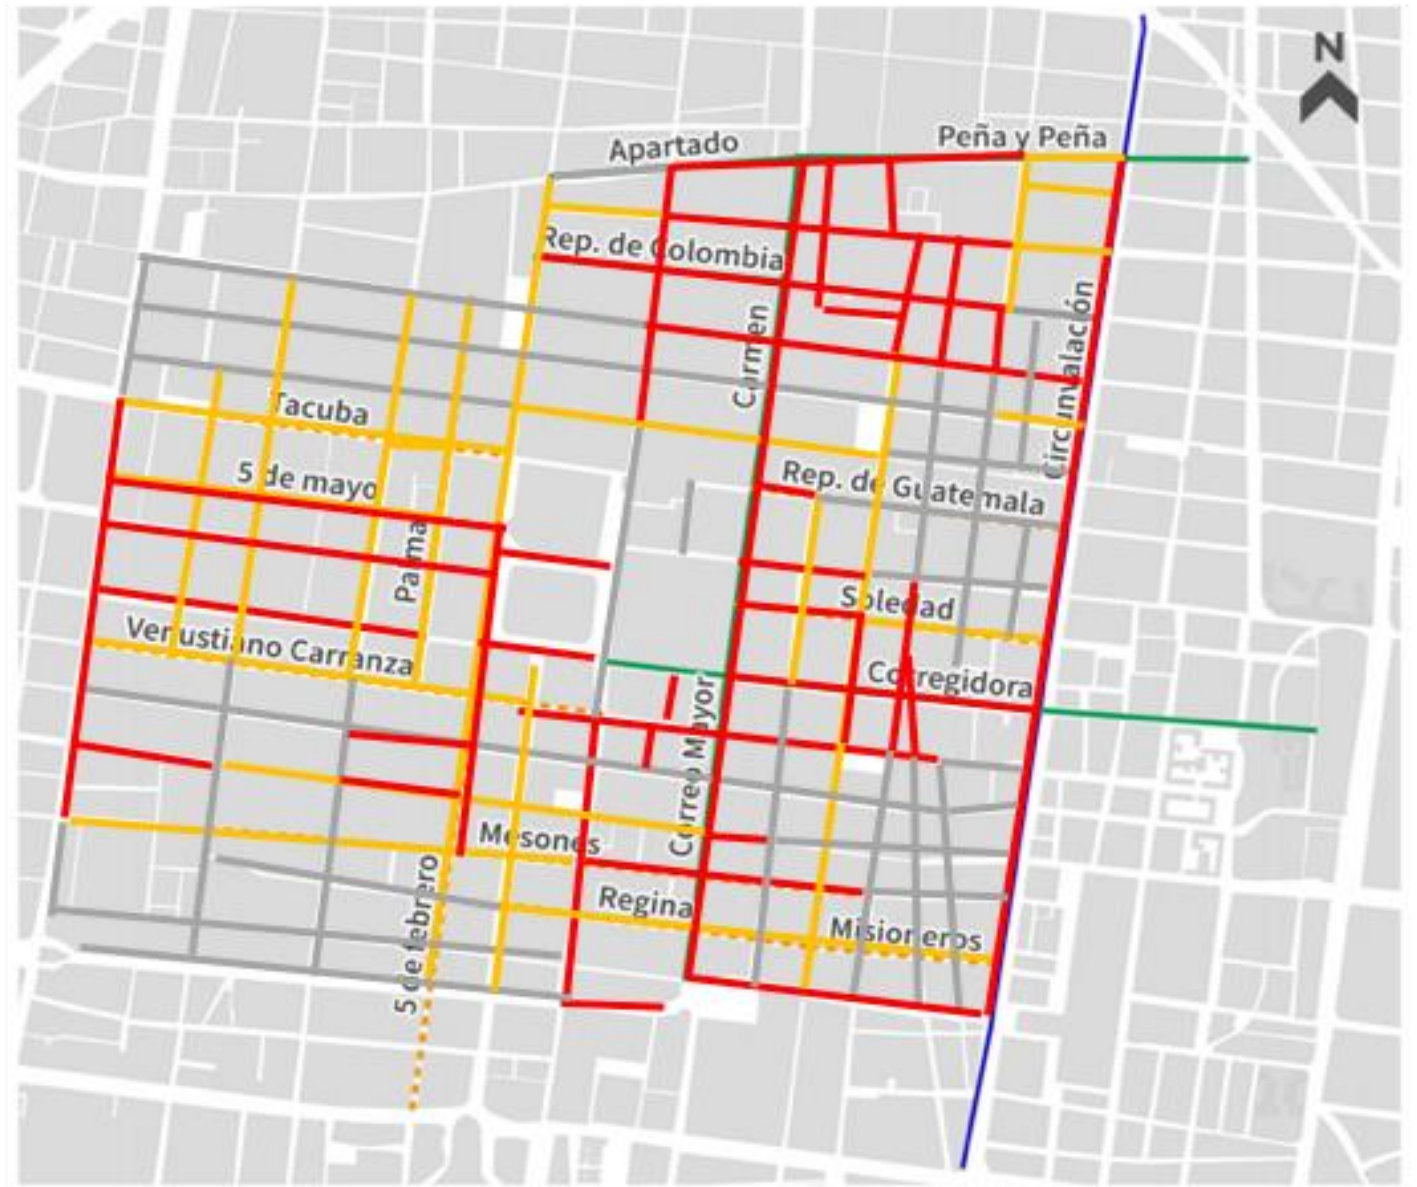 N
Apartado
Peña y Peña
Rep. de Colombia
Carmen
Circunvalación
Tacuba
5 de mayo
Rep. de Guatemala
Palma
Soledad
Venustiano Carranza
Corregidora
Correo Mayor
Mesones
Regina
Misioneros
5 de febrero